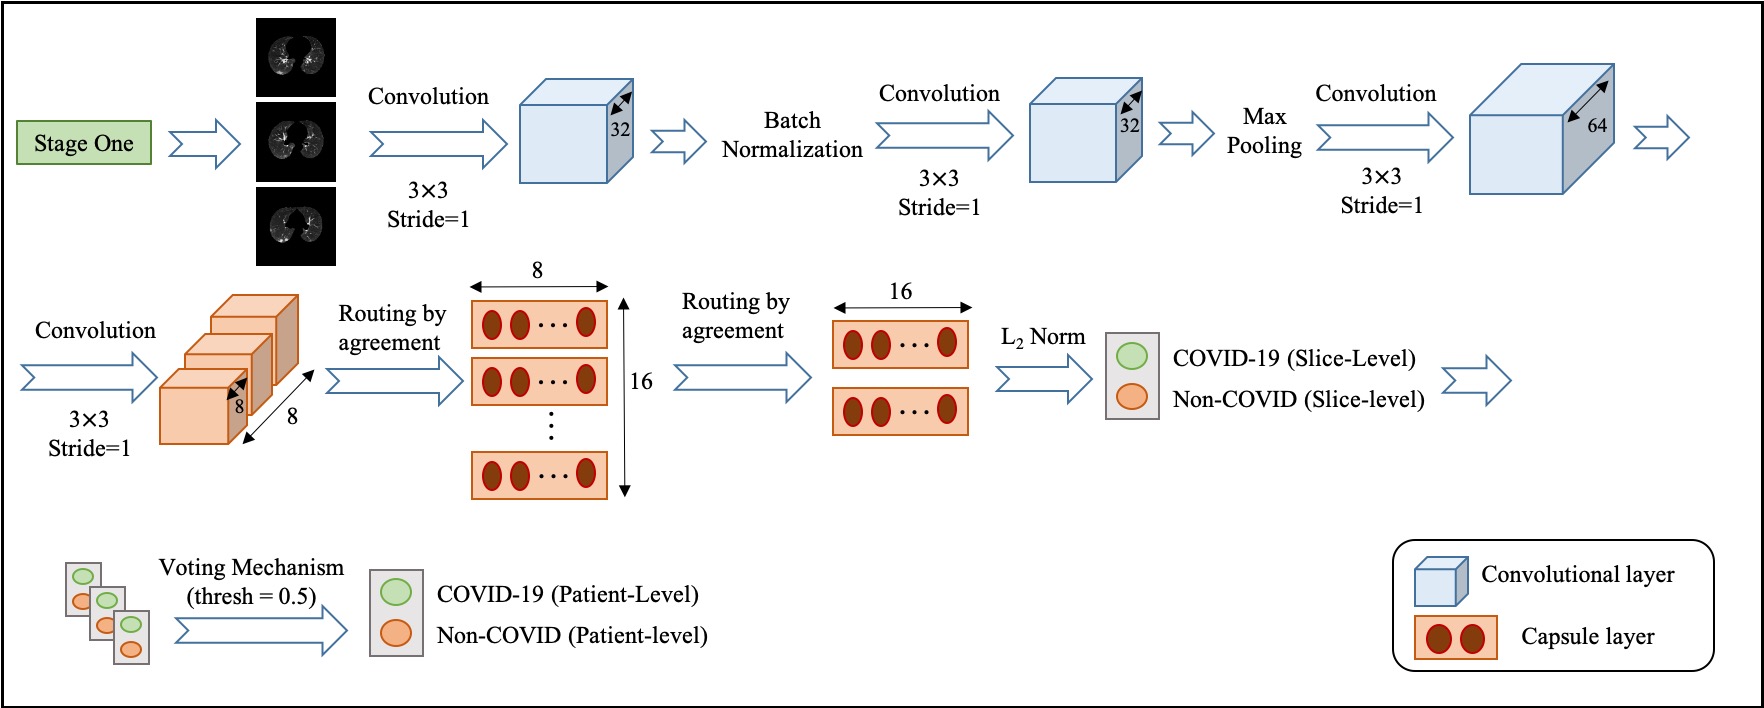 Stage One
Convolution
3×3
Stride=1
32
Batch
Normalization
Convolution
3×3
Stride=1
32
Max
Pooling
Convolution
3×3
Stride=1
64
Convolution
3×3
Stride=1
8
8
Routing by
agreement
8
16
Routing by
agreement
16
L₂ Norm
COVID-19 (Slice-Level)
Non-COVID (Slice-level)
Voting Mechanism
(thresh = 0.5)
COVID-19 (Patient-Level)
Non-COVID (Patient-level)
Convolutional layer
Capsule layer